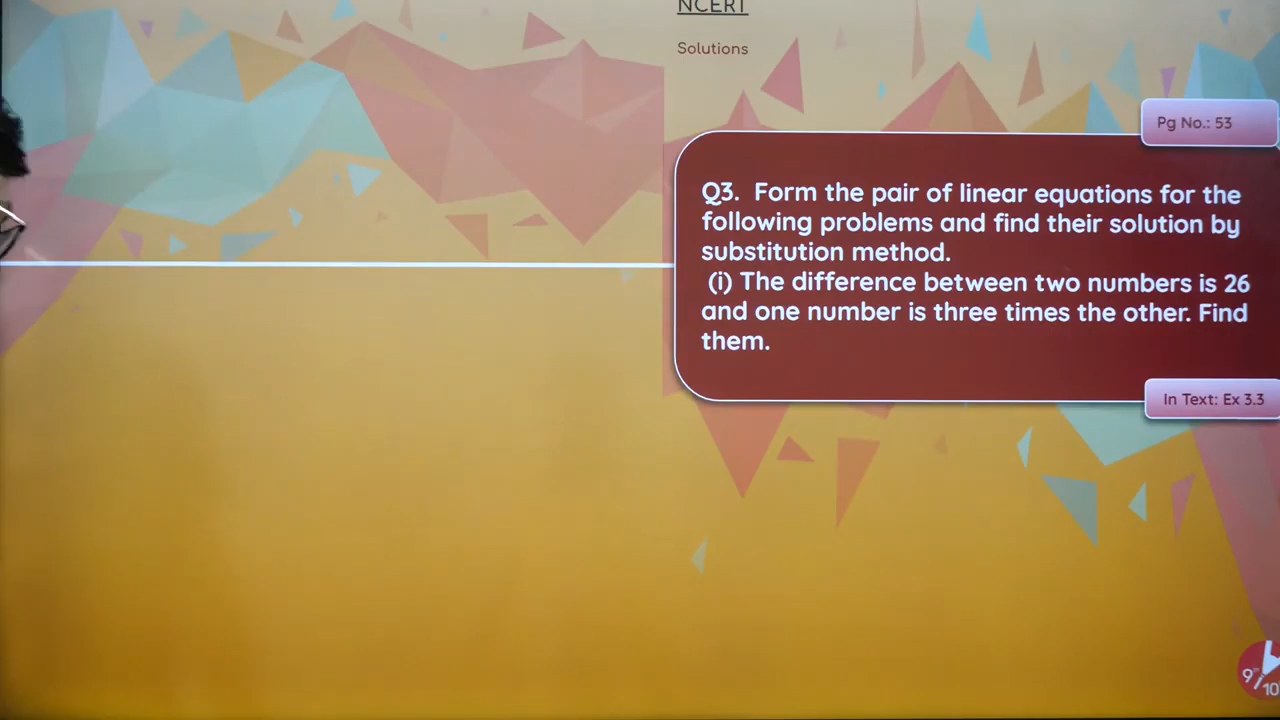 NCERT
Solutions
Pg No.: 53
Q3. Form the pair of linear equations for the
following problems and find their solution by
substitution method.
(i) The difference between two numbers is 26
and one number is three times the other. Find
them.
In Text: Ex 3.3
9
10